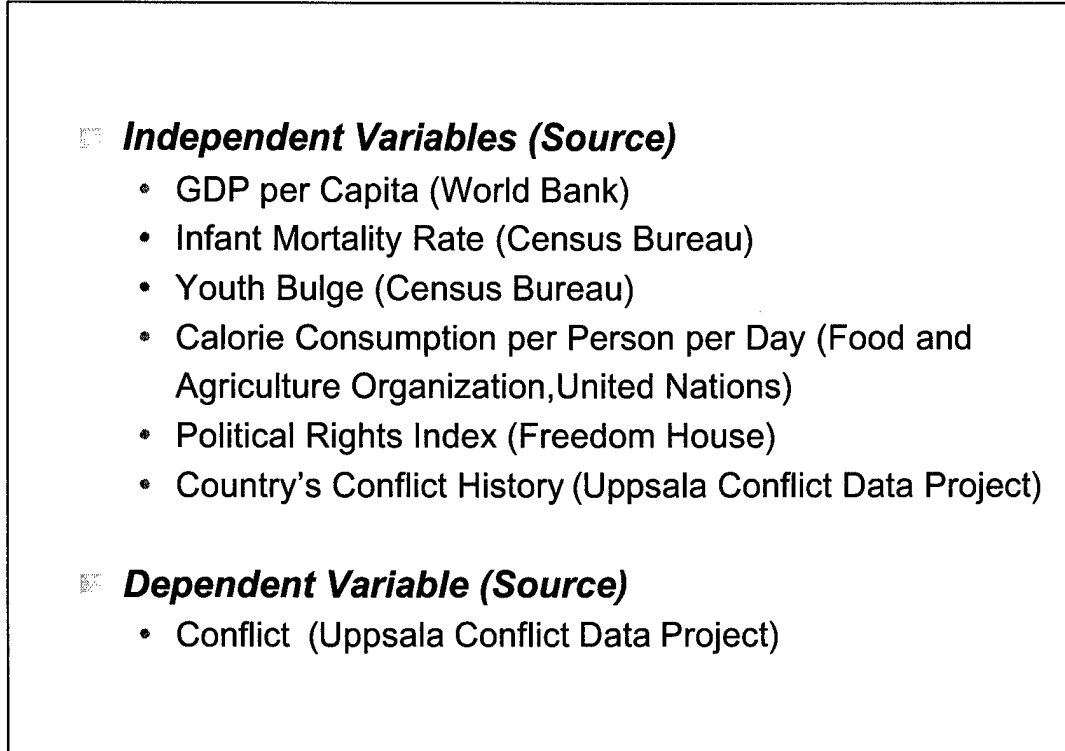 Independent Variables (Source)
• GDP per Capita (World Bank)
• Infant Mortality Rate (Census Bureau)
• Youth Bulge (Census Bureau)
• Calorie Consumption per Person per Day (Food and
Agriculture Organization,United Nations)
• Political Rights Index (Freedom House)
• Country's Conflict History (Uppsala Conflict Data Project)
Dependent Variable (Source)
• Conflict (Uppsala Conflict Data Project)